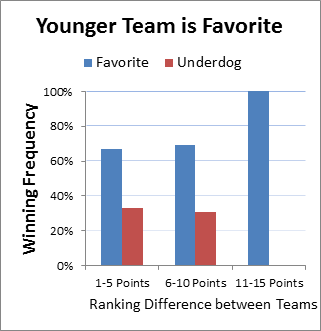 Younger Team is Favorite
Favorite Underdog
100%
80%
60%
40%
20%
0%
Winning Frequency
1-5 Points 6-10 Points 11-15 Points
Ranking Difference between Teams